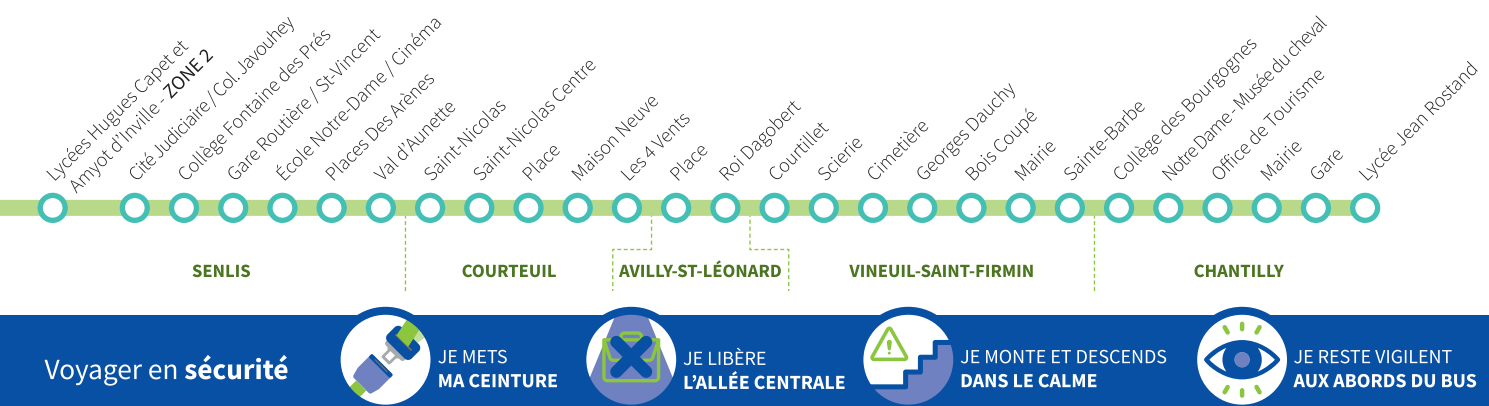 Lycées Hugues Capet et
Amyot d'Inville - ZONE 2
Cité Judiciaire / Col. Javouhey
Collège Fontaine des Prés
Gare Routière / St-Vincent
École Notre-Dame / Cinéma
Places Des Arènes
Val d'Aunette
Saint-Nicolas
Saint-Nicolas Centre
Place
Maison Neuve
Les 4 Vents
Place
Roi Dagobert
Courtillet
Scierie
Cimetière
Georges Dauchy
Bois Coupé
Mairie
Sainte-Barbe
Collège des Bourgognes
Notre Dame - Musée du cheval
Office de Tourisme
Mairie
Gare
Lycée Jean Rostand
SENLIS
COURTEUIL
AVILLY-ST-LÉONARD
VINEUIL-SAINT-FIRMIN
CHANTILLY
Voyager en sécurité
JE METS
MA CEINTURE
JE LIBÈRE
L'ALLÉE CENTRALE
JE MONTE ET DESCENDS
DANS LE CALME
JE RESTE VIGILENT
AUX ABORDS DU BUS